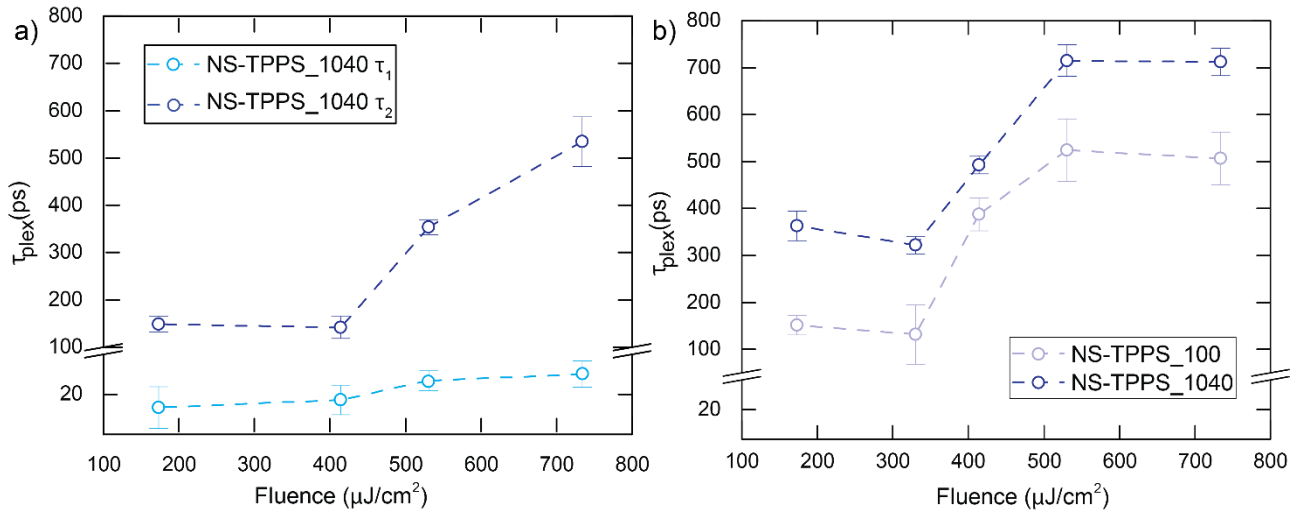 a)
800
700
600
500
400
300
200
100
20
τplex(ps)
NS-TPPS_1040 τ1
NS-TPPS_1040 τ2
100 200 300 400 500 600 700 800
Fluence (μJ/cm²)
b)
800
700
600
500
400
300
200
100
20
τplex(ps)
NS-TPPS_100
NS-TPPS_1040
100 200 300 400 500 600 700 800
Fluence (μJ/cm²)